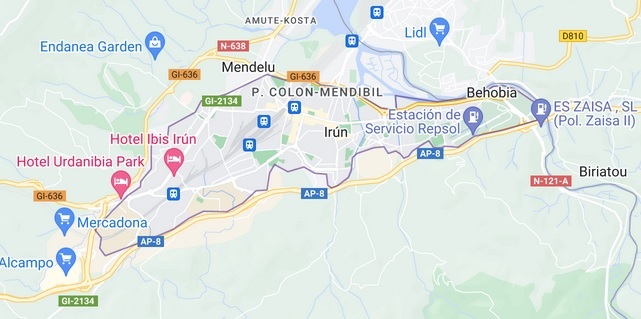 AMUTE-KOSTA
Lidl
D810
Endanea Garden
N-638
Mendelu
GI-636
GI-636
GI-2134
P. COLON-MENDIBIL
Behobia
ES ZAISA , SL
(Pol. Zaisa II)
Estación de
Servicio Repsol
Irún
Hotel Ibis Irún
Hotel Urdanibia Park
AP-8
Biriatou
N-121-A
GI-636
AP-8
Mercadona
AP-8
Alcampo
GI-2134